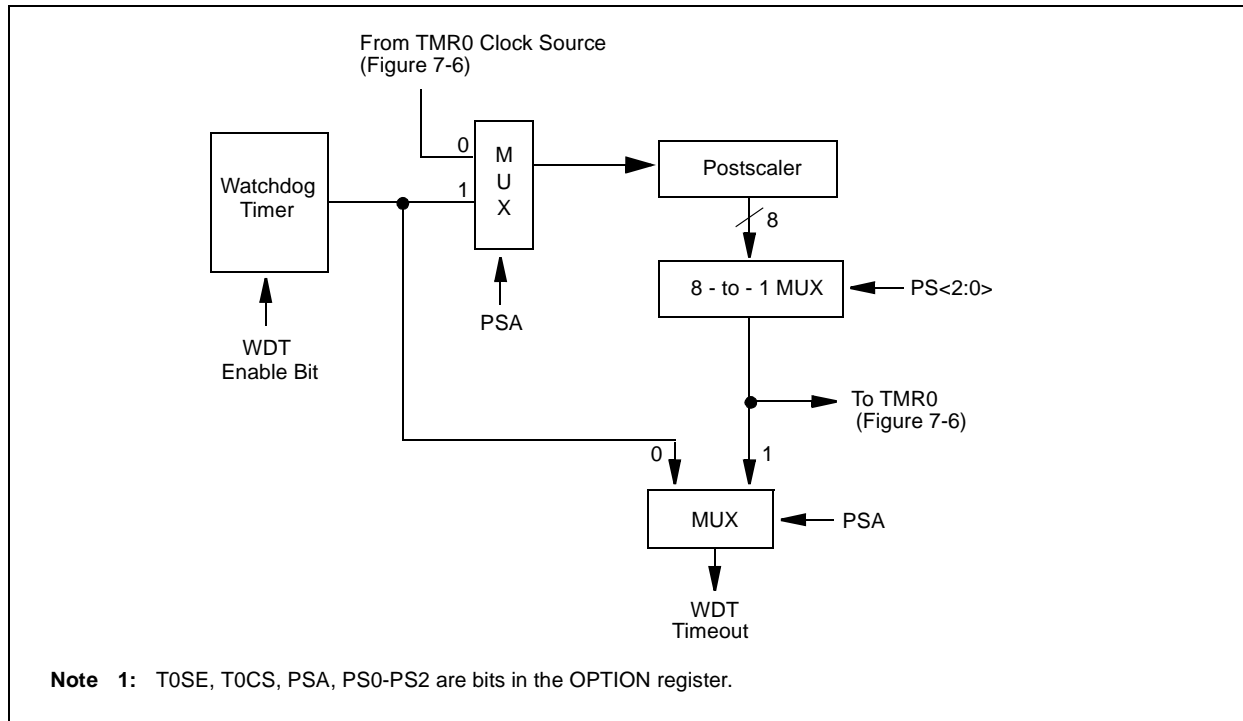 From TMR0 Clock Source
(Figure 7-6)
0
1
M
U
X
Watchdog
Timer
Postscaler
8
8 - to - 1 MUX
PS<2:0>
PSA
WDT
Enable Bit
To TMR0
(Figure 7-6)
0
1
MUX
PSA
WDT
Timeout
Note 1: T0SE, T0CS, PSA, PS0-PS2 are bits in the OPTION register.